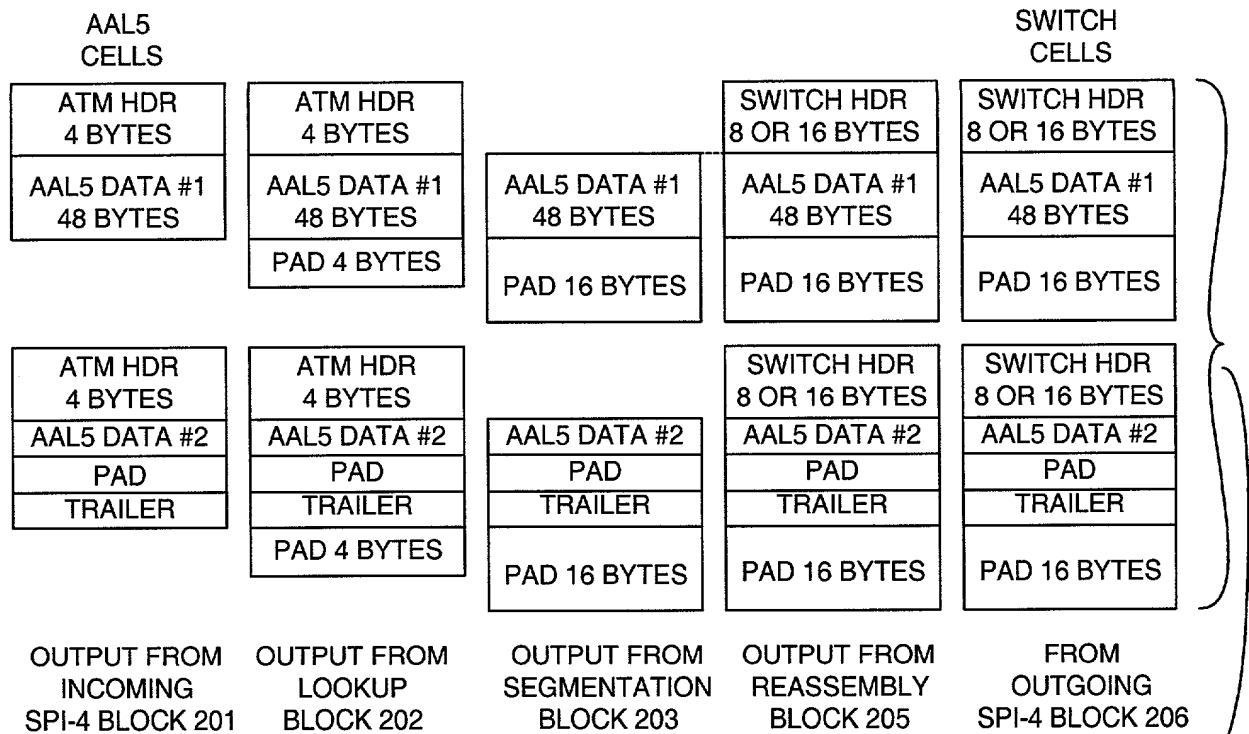 AAL5
CELLS
SWITCH
CELLS
ATM HDR
4 BYTES
AAL5 DATA #1
48 BYTES
ATM HDR
4 BYTES
AAL5 DATA #1
48 BYTES
PAD 4 BYTES
AAL5 DATA #1
48 BYTES
PAD 16 BYTES
SWITCH HDR
8 OR 16 BYTES
AAL5 DATA #1
48 BYTES
PAD 16 BYTES
SWITCH HDR
8 OR 16 BYTES
AAL5 DATA #1
48 BYTES
PAD 16 BYTES
ATM HDR
4 BYTES
AAL5 DATA #2
PAD
TRAILER
ATM HDR
4 BYTES
AAL5 DATA #2
PAD
TRAILER
PAD 4 BYTES
AAL5 DATA #2
PAD
TRAILER
PAD 16 BYTES
SWITCH HDR
8 OR 16 BYTES
AAL5 DATA #2
PAD
TRAILER
PAD 16 BYTES
SWITCH HDR
8 OR 16 BYTES
AAL5 DATA #2
PAD
TRAILER
PAD 16 BYTES
OUTPUT FROM
INCOMING
SPI-4 BLOCK 201
OUTPUT FROM
LOOKUP
BLOCK 202
OUTPUT FROM
SEGMENTATION
BLOCK 203
OUTPUT FROM
REASSEMBLY
BLOCK 205
FROM
OUTGOING
SPI-4 BLOCK 206